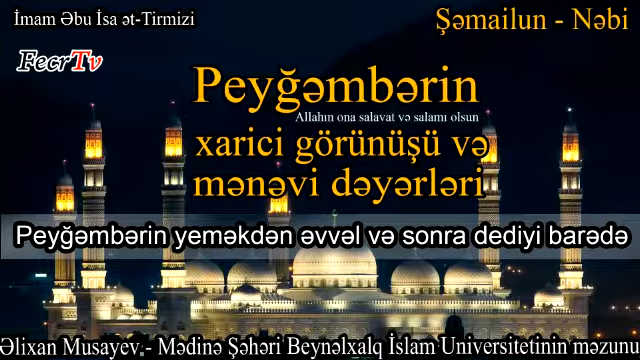 İmam Əbu İsa ət-Tirmizi
Şəmailun - Nəbi
FecrTv
Peyğəmbərin
Allahın ona salavat və salamı olsun
xarici görünüşü və
mənəvi dəyərləri
Peyğəmbərin yeməkdən əvvəl və sonra dediyi barədə
Əlixan Musayev - Mədinə Şəhəri Beynəlxalq İslam Universitetinin məzunu